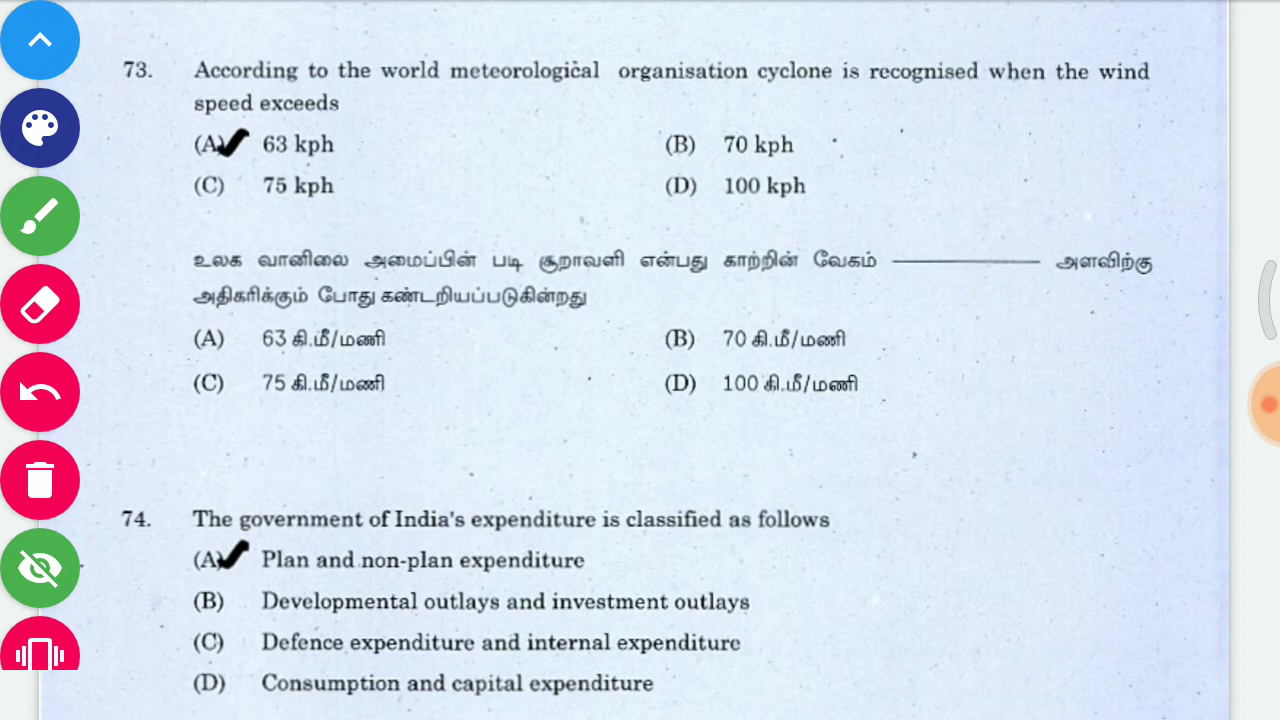 73. According to the world meteorological organisation cyclone is recognised when the wind
speed exceeds
(A) 63 kph (B) 70 kph
(C) 75 kph (D) 100 kph
உலக வானிலை அமைப்பின் படி சூறாவளி என்பது காற்றின் வேகம் ———— அளவிற்கு
அதிகரிக்கும் போது கண்டறியப்படுகின்றது
(A) 63 கி.மீ/மணி (B) 70 கி.மீ/மணி
(C) 75 கி.மீ/மணி (D) 100 கி.மீ/மணி
74. The government of India's expenditure is classified as follows
(A) Plan and non-plan expenditure
(B) Developmental outlays and investment outlays
(C) Defence expenditure and internal expenditure
(D) Consumption and capital expenditure